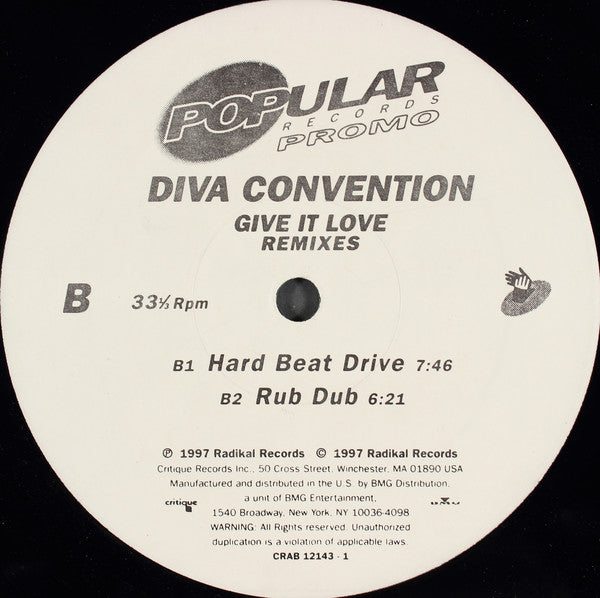 POPULAR
RECORDS
PROMO
DIVA CONVENTION
GIVE IT LOVE
REMIXES
B 33⅓ Rpm
B1 Hard Beat Drive 7:46
B2 Rub Dub 6:21
℗ 1997 Radikal Records © 1997 Radikal Records
Critique Records Inc., 50 Cross Street, Winchester, MA 01890 USA
Manufactured and distributed in the U.S. by BMG Distribution,
a unit of BMG Entertainment,
critique BMG
1540 Broadway, New York, NY 10036-4098
WARNING: All Rights reserved. Unauthorized
duplication is a violation of applicable laws.
CRAB 12143 - 1